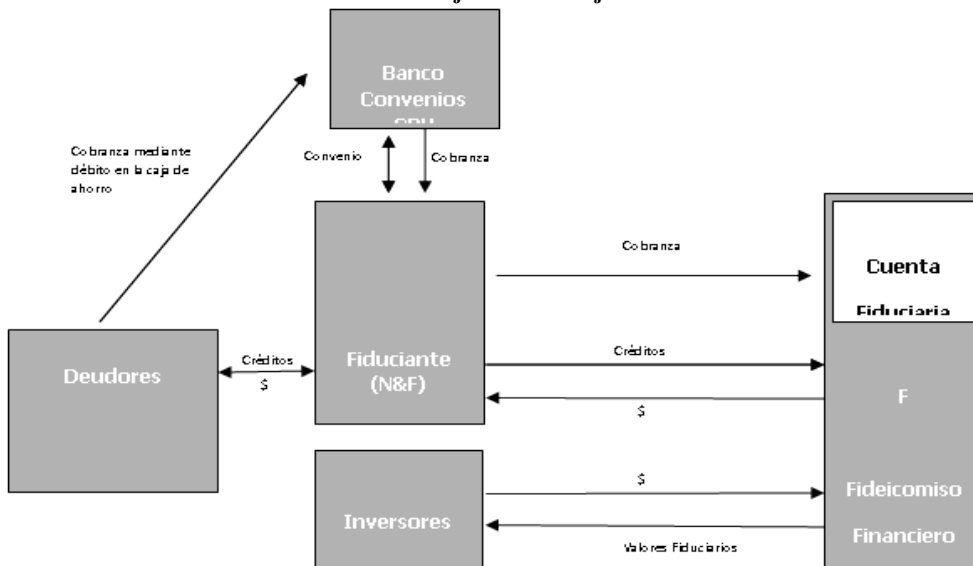 Banco
Convenios
Cobranza mediante
débito en la caja de
ahorro
Convenio
Cobranza
Cobranza
Cuenta
Fiduciaria
Deudores
Créditos
$
Fiduciante
(N&F)
Créditos
$
F
$
Inversores
Fideicomiso
Financiero
Valores Fiduciarios